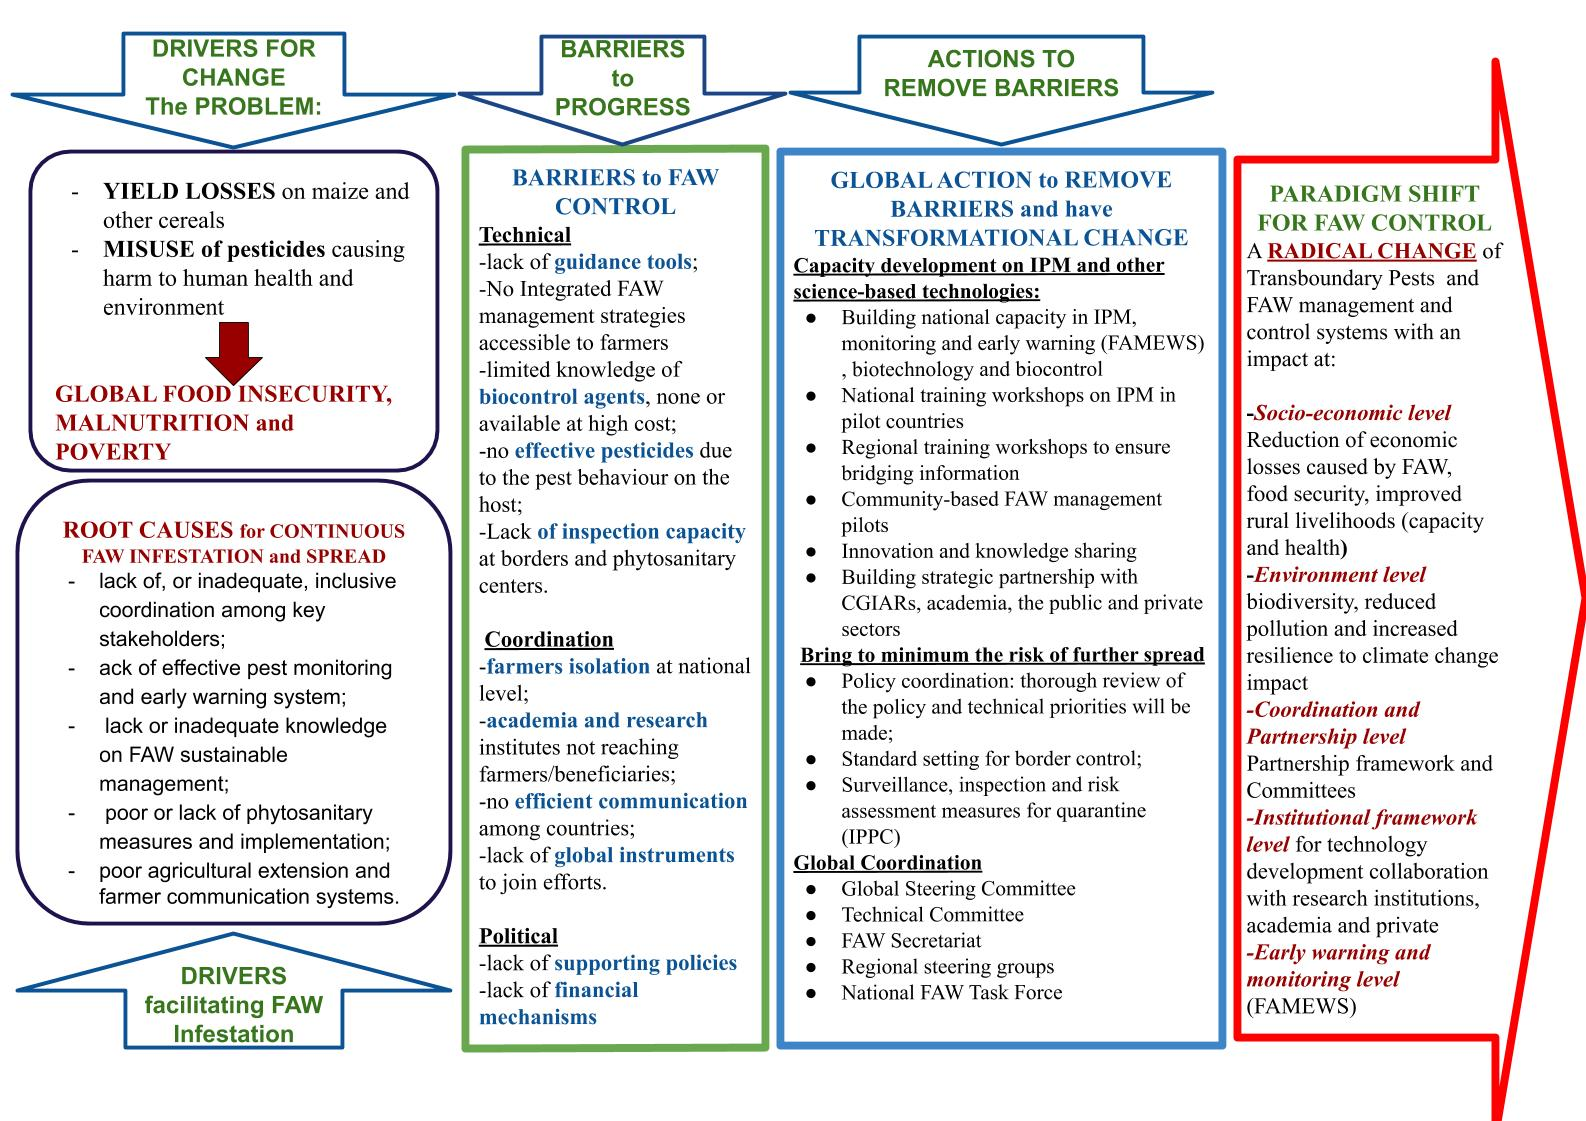 DRIVERS FOR
CHANGE
The PROBLEM:
- YIELD LOSSES on maize and
other cereals
- MISUSE of pesticides causing
harm to human health and
environment
GLOBAL FOOD INSECURITY,
MALNUTRITION and
POVERTY
ROOT CAUSES for CONTINUOUS
FAW INFESTATION and SPREAD
- lack of, or inadequate, inclusive
coordination among key
stakeholders;
- ack of effective pest monitoring
and early warning system;
- lack or inadequate knowledge
on FAW sustainable
management;
- poor or lack of phytosanitary
measures and implementation;
- poor agricultural extension and
farmer communication systems.
DRIVERS
facilitating FAW
Infestation
BARRIERS
to
PROGRESS
BARRIERS to FAW
CONTROL
Technical
-lack of guidance tools;
-No Integrated FAW
management strategies
accessible to farmers
-limited knowledge of
biocontrol agents, none or
available at high cost;
-no effective pesticides due
to the pest behaviour on the
host;
-Lack of inspection capacity
at borders and phytosanitary
centers.
Coordination
-farmers isolation at national
level;
-academia and research
institutes not reaching
farmers/beneficiaries;
-no efficient communication
among countries;
-lack of global instruments
to join efforts.
Political
-lack of supporting policies
-lack of financial
mechanisms
ACTIONS TO
REMOVE BARRIERS
GLOBAL ACTION to REMOVE
BARRIERS and have
TRANSFORMATIONAL CHANGE
Capacity development on IPM and other
science-based technologies:
● Building national capacity in IPM,
monitoring and early warning (FAMEWS)
, biotechnology and biocontrol
● National training workshops on IPM in
pilot countries
● Regional training workshops to ensure
bridging information
● Community-based FAW management
pilots
● Innovation and knowledge sharing
● Building strategic partnership with
CGIARs, academia, the public and private
sectors
Bring to minimum the risk of further spread
● Policy coordination: thorough review of
the policy and technical priorities will be
made;
● Standard setting for border control;
● Surveillance, inspection and risk
assessment measures for quarantine
(IPPC)
Global Coordination
● Global Steering Committee
● Technical Committee
● FAW Secretariat
● Regional steering groups
● National FAW Task Force
PARADIGM SHIFT
FOR FAW CONTROL
A RADICAL CHANGE of
Transboundary Pests and
FAW management and
control systems with an
impact at:
-Socio-economic level
Reduction of economic
losses caused by FAW,
food security, improved
rural livelihoods (capacity
and health)
-Environment level
biodiversity, reduced
pollution and increased
resilience to climate change
impact
-Coordination and
Partnership level
Partnership framework and
Committees
-Institutional framework
level for technology
development collaboration
with research institutions,
academia and private
-Early warning and
monitoring level
(FAMEWS)